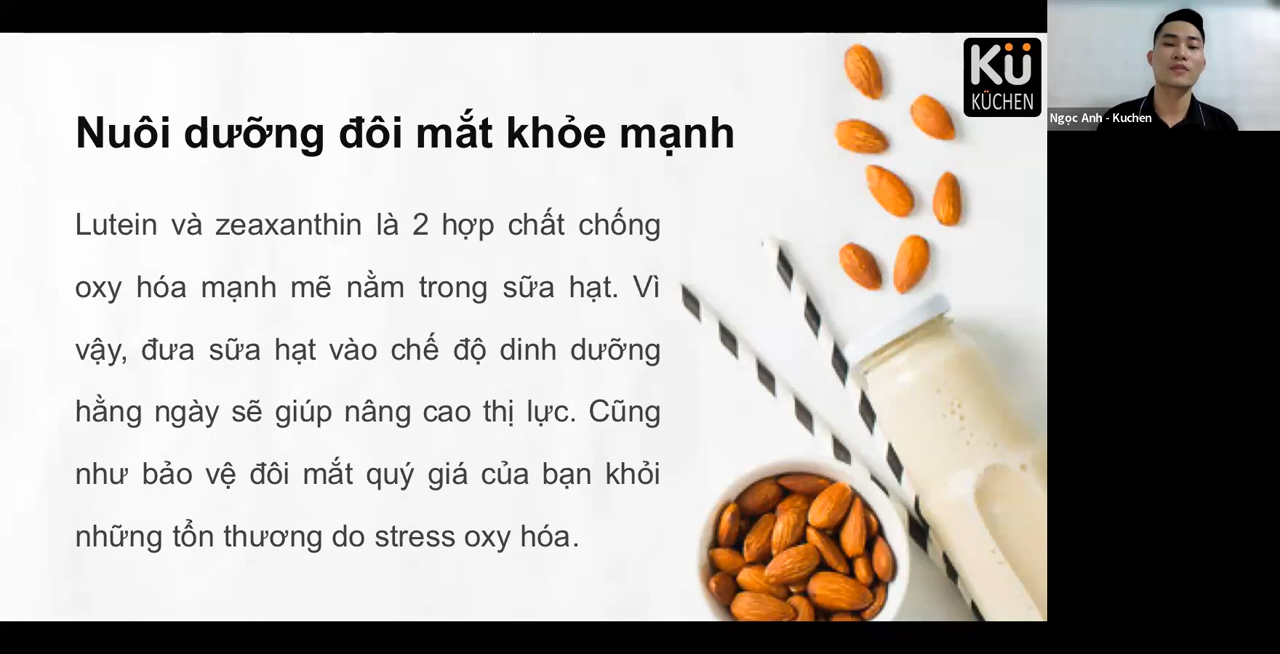 Nuôi dưỡng đôi mắt khỏe mạnh
Lutein và zeaxanthin là 2 hợp chất chống
oxy hóa mạnh mẽ nằm trong sữa hạt. Vì
vậy, đưa sữa hạt vào chế độ dinh dưỡng
hằng ngày sẽ giúp nâng cao thị lực. Cũng
như bảo vệ đôi mắt quý giá của bạn khỏi
những tổn thương do stress oxy hóa.
KÜ
KÜCHEN
Ngọc Anh - Kuchen